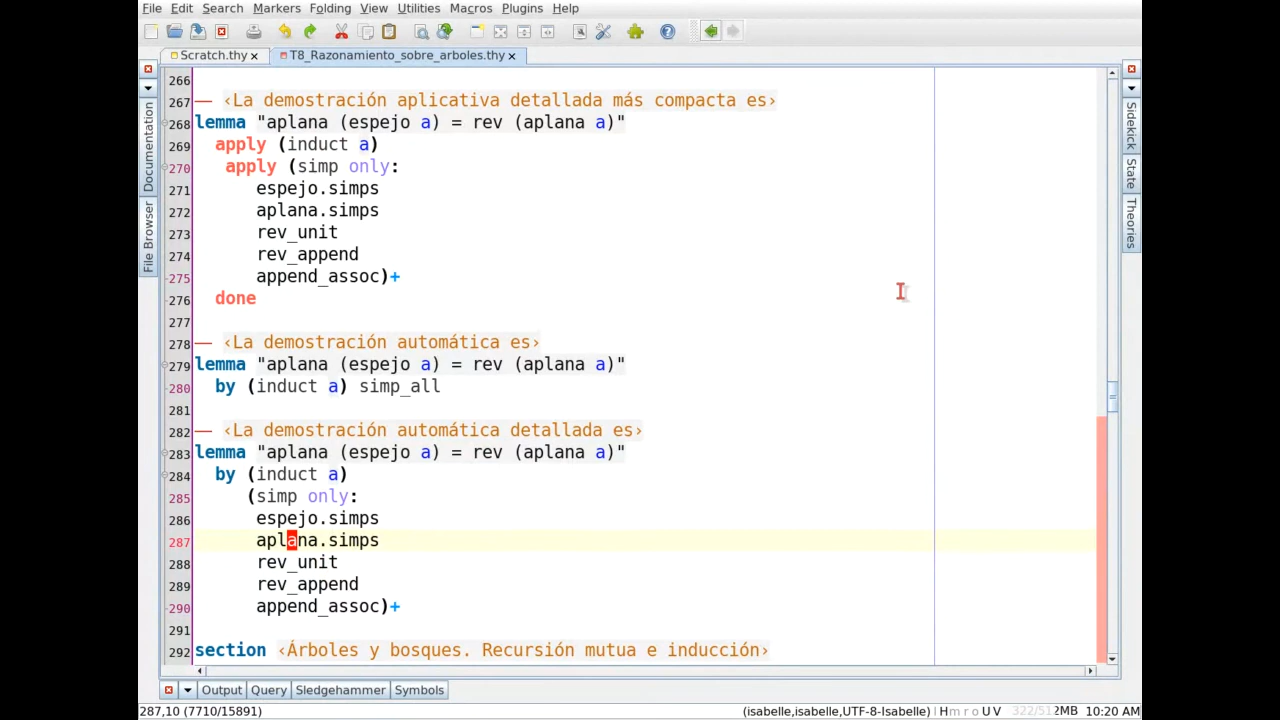 File Edit Search Markers Folding View Utilities Macros Plugins Help
Scratch.thy T8_Razonamiento_sobre_arboles.thy
Documentation
File Browser
Sidekick
State
Theories
266
267 — ‹La demostración aplicativa detallada más compacta es›
268 lemma "aplana (espejo a) = rev (aplana a)"
269 apply (induct a)
270 apply (simp only:
271 espejo.simps
272 aplana.simps
273 rev_unit
274 rev_append
275 append_assoc)+
276 done
277
278 — ‹La demostración automática es›
279 lemma "aplana (espejo a) = rev (aplana a)"
280 by (induct a) simp_all
281
282 — ‹La demostración automática detallada es›
283 lemma "aplana (espejo a) = rev (aplana a)"
284 by (induct a)
285 (simp only:
286 espejo.simps
287 aplana.simps
288 rev_unit
289 rev_append
290 append_assoc)+
291
292 section ‹Árboles y bosques. Recursión mutua e inducción›
Output Query Sledgehammer Symbols
287,10 (7710/15891) (isabelle,isabelle,UTF-8-Isabelle) H m r o U V 322/512MB 10:20 AM